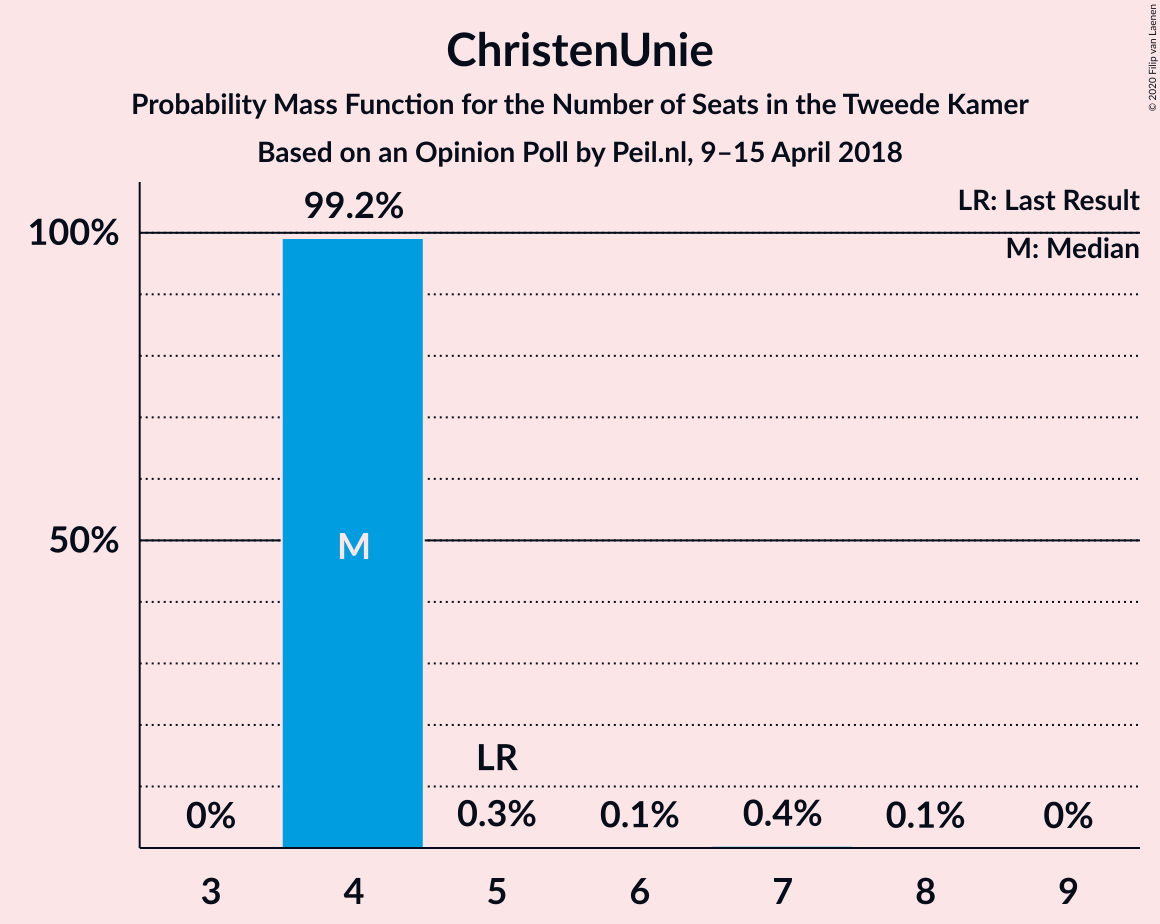 ChristenUnie
Probability Mass Function for the Number of Seats in the Tweede Kamer
Based on an Opinion Poll by Peil.nl, 9–15 April 2018
© 2020 Filip van Laenen
LR: Last Result
M: Median
99.2%
100%
50%
M
LR
0%
0.3%
0.1%
0.4%
0.1%
0%
3
4
5
6
7
8
9